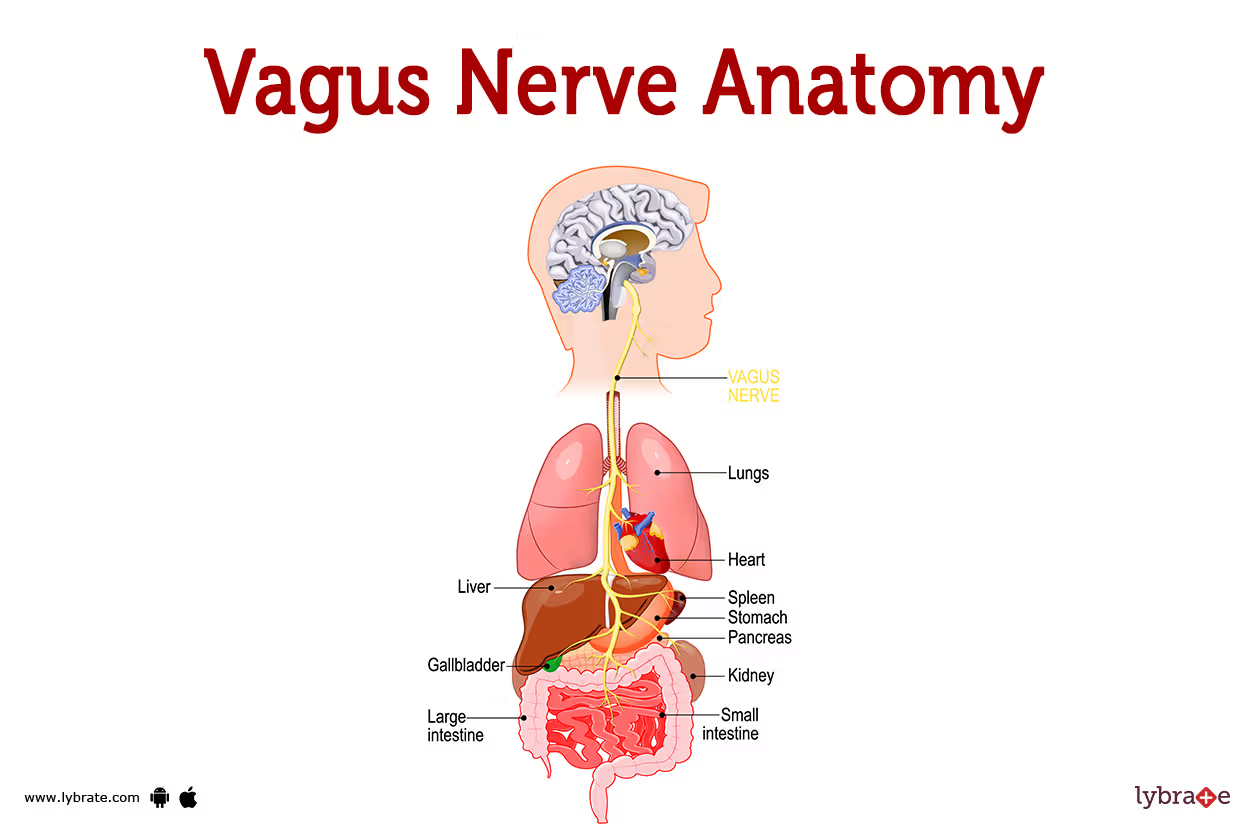 Vagus Nerve Anatomy
VAGUS
NERVE
Lungs
Heart
Liver
Spleen
Stomach
Pancreas
Gallbladder
Kidney
Large
intestine
Small
intestine
www.lybrate.com
lybrate